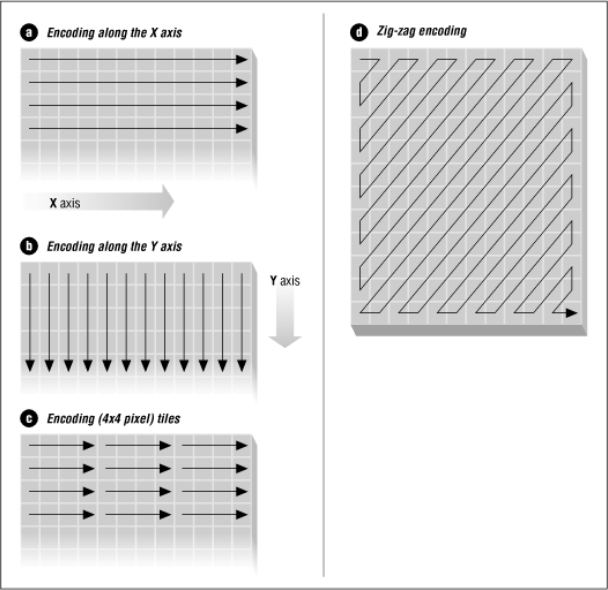 a Encoding along the X axis
X axis
b Encoding along the Y axis
Y axis
c Encoding (4x4 pixel) tiles
d Zig-zag encoding